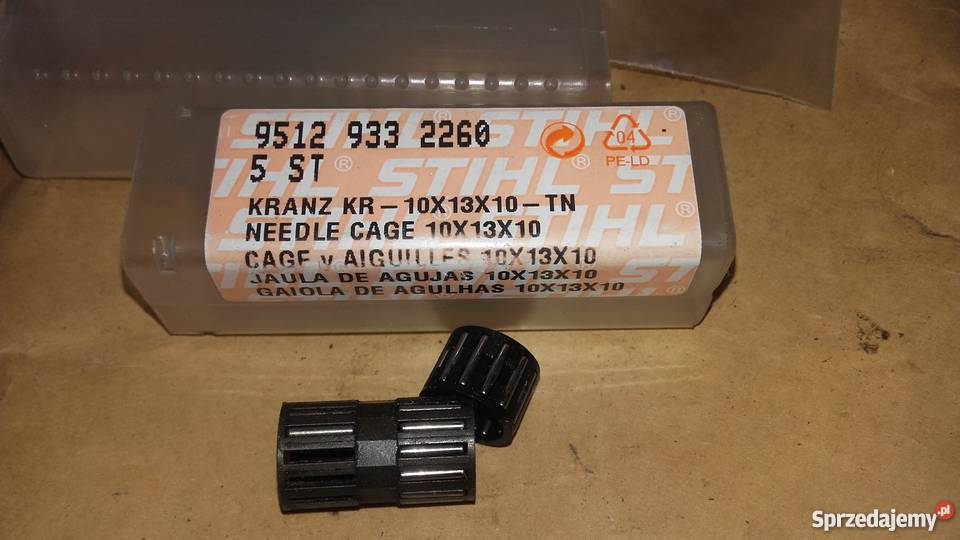 9512 933 2260
5 ST
04
PE-LD
STIHL®
KRANZ KR-10X13X10-TN
NEEDLE CAGE 10X13X10
CAGE v AIGUILLES 10X13X10
JAULA DE AGUJAS 10X13X10
GAIOLA DE AGULHAS 10X13X10
Sprzedajemy.pl